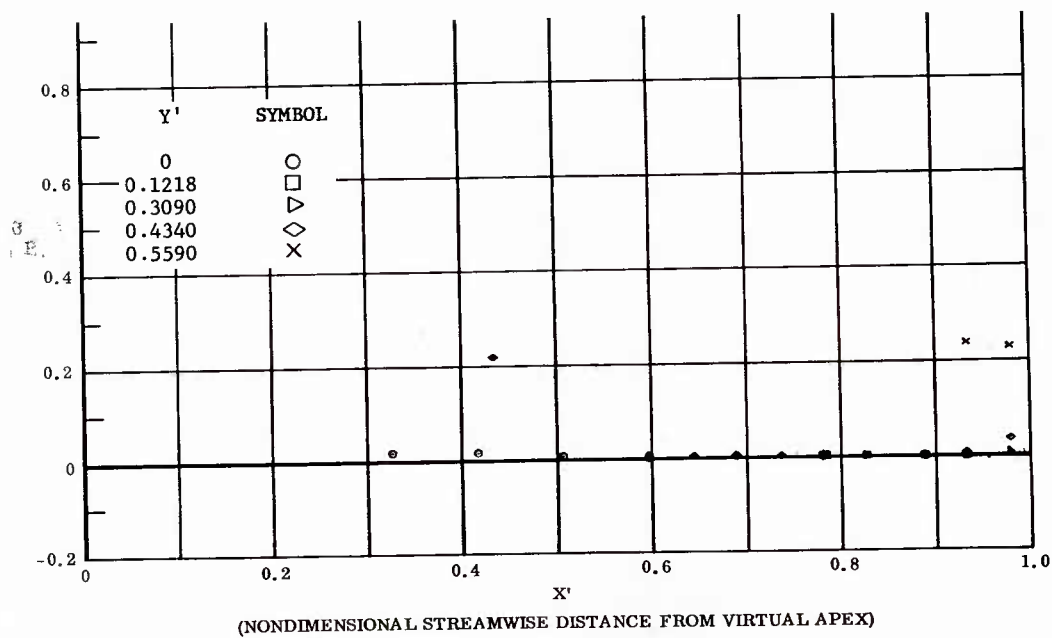 0.8
Y' SYMBOL
0
0.6
0.1218
0.3090
0.4340
0.5590
0.4
0.2
0
-0.2
0 0.2 0.4 0.6 0.8 1.0
X'
(NONDIMENSIONAL STREAMWISE DISTANCE FROM VIRTUAL APEX)